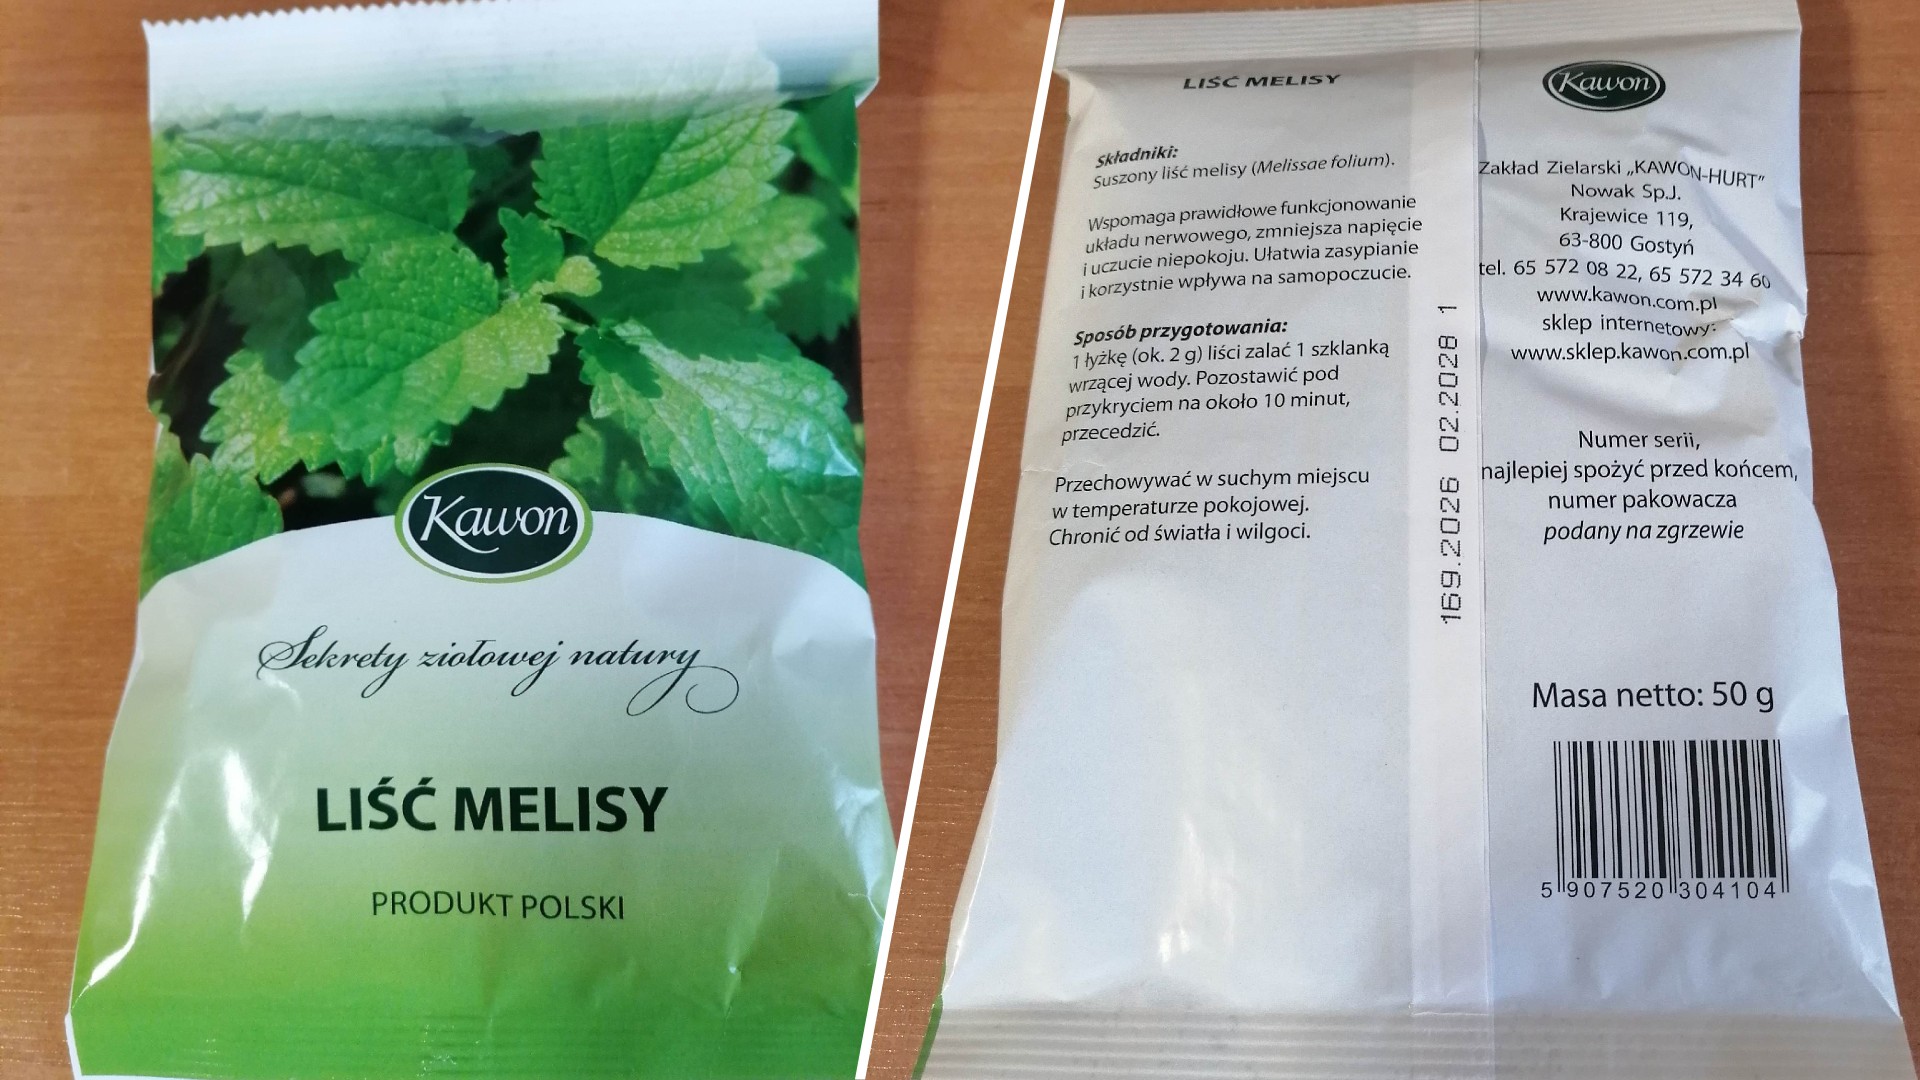 Kawon
Sekrety ziołowej natury
LIŚĆ MELISY
PRODUKT POLSKI
LIŚĆ MELISY
Składniki:
Suszony liść melisy (Melissae folium).
Wspomaga prawidłowe funkcjonowanie
układu nerwowego, zmniejsza napięcie
i uczucie niepokoju. Ułatwia zasypianie
i korzystnie wpływa na samopoczucie.
Sposób przygotowania:
1 łyżkę (ok. 2 g) liści zalać 1 szklanką
wrzącej wody. Pozostawić pod
przykryciem na około 10 minut,
przecedzić.
Przechowywać w suchym miejscu
w temperaturze pokojowej.
Chronić od światła i wilgoci.
169.2026 02.2028 1
Kawon
Zakład Zielarski „KAWON-HURT”
Nowak Sp.J.
Krajewice 119,
63-800 Gostyń
tel. 65 572 08 22, 65 572 34 60
www.kawon.com.pl
sklep internetowy:
www.sklep.kawon.com.pl
Numer serii,
najlepiej spożyć przed końcem,
numer pakowacza
podany na zgrzewie
Masa netto: 50 g
5 907520 304104